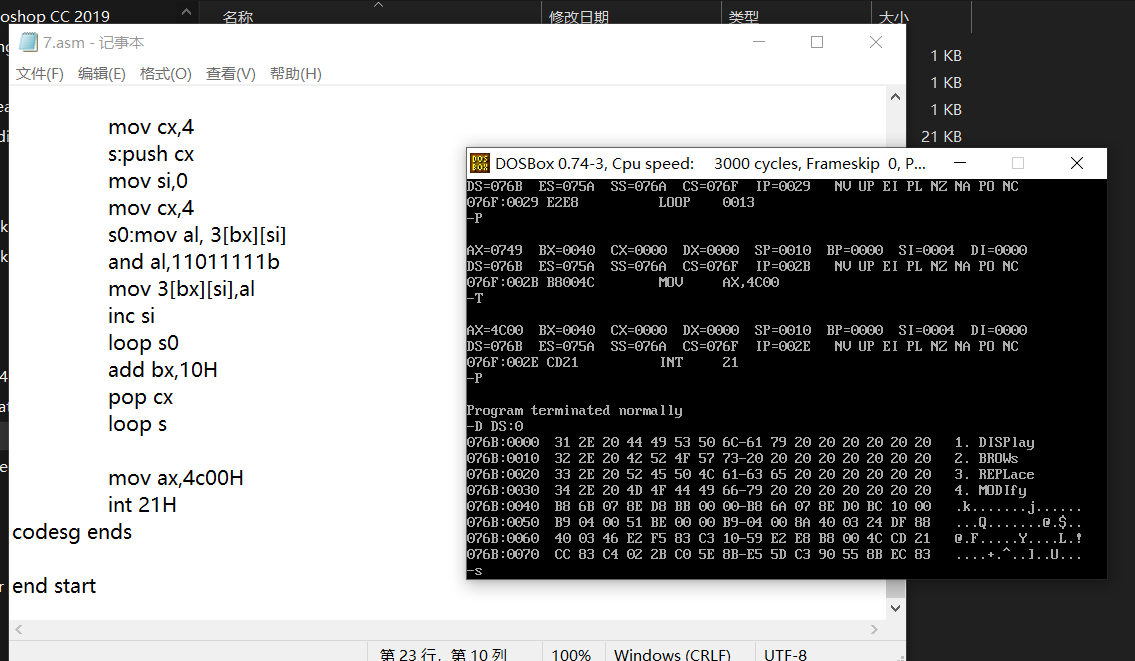 oshop CC 2019
名称
修改日期
类型
大小
7.asm - 记事本
文件(F) 编辑(E) 格式(O) 查看(V) 帮助(H)
1 KB
1 KB
1 KB
21 KB
mov cx,4
s:push cx
mov si,0
mov cx,4
s0:mov al, 3[bx][si]
and al,11011111b
mov 3[bx][si],al
inc si
loop s0
add bx,10H
pop cx
loop s
mov ax,4c00H
int 21H
codesg ends
end start
第 23 行，第 10 列 100% Windows (CRLF) UTF-8
DOSBox 0.74-3, Cpu speed: 3000 cycles, Frameskip 0, P...
DS=076B ES=075A SS=076A CS=076F IP=0029 NV UP EI PL NZ NA PO NC
076F:0029 E2E8 LOOP 0013
-P
AX=0749 BX=0040 CX=0000 DX=0000 SP=0010 BP=0000 SI=0004 DI=0000
DS=076B ES=075A SS=076A CS=076F IP=002B NV UP EI PL NZ NA PO NC
076F:002B B8004C MOV AX,4C00
-T
AX=4C00 BX=0040 CX=0000 DX=0000 SP=0010 BP=0000 SI=0004 DI=0000
DS=076B ES=075A SS=076A CS=076F IP=002E NV UP EI PL NZ NA PO NC
076F:002E CD21 INT 21
-P
Program terminated normally
-D DS:0
076B:0000 31 2E 20 44 49 53 50 6C-61 79 20 20 20 20 20 20 1. DISPlay
076B:0010 32 2E 20 42 52 4F 57 73-20 20 20 20 20 20 20 20 2. BROWs
076B:0020 33 2E 20 52 45 50 4C 61-63 65 20 20 20 20 20 20 3. REPLace
076B:0030 34 2E 20 4D 4F 44 49 66-79 20 20 20 20 20 20 20 4. MODIfy
076B:0040 B8 6B 07 8E D8 BB 00 00-B8 6A 07 8E D0 BC 10 00 .k.......j......
076B:0050 B9 04 00 51 BE 00 00 B9-04 00 8A 40 03 24 DF 88 ...Q.......@.$..
076B:0060 40 03 46 E2 F5 83 C3 10-59 E2 E8 B8 00 4C CD 21 @.F.....Y....L.!
076B:0070 CC 83 C4 02 2B C0 5E 8B-E5 5D C3 90 55 8B EC 83 ....+.^..]..U...
-s